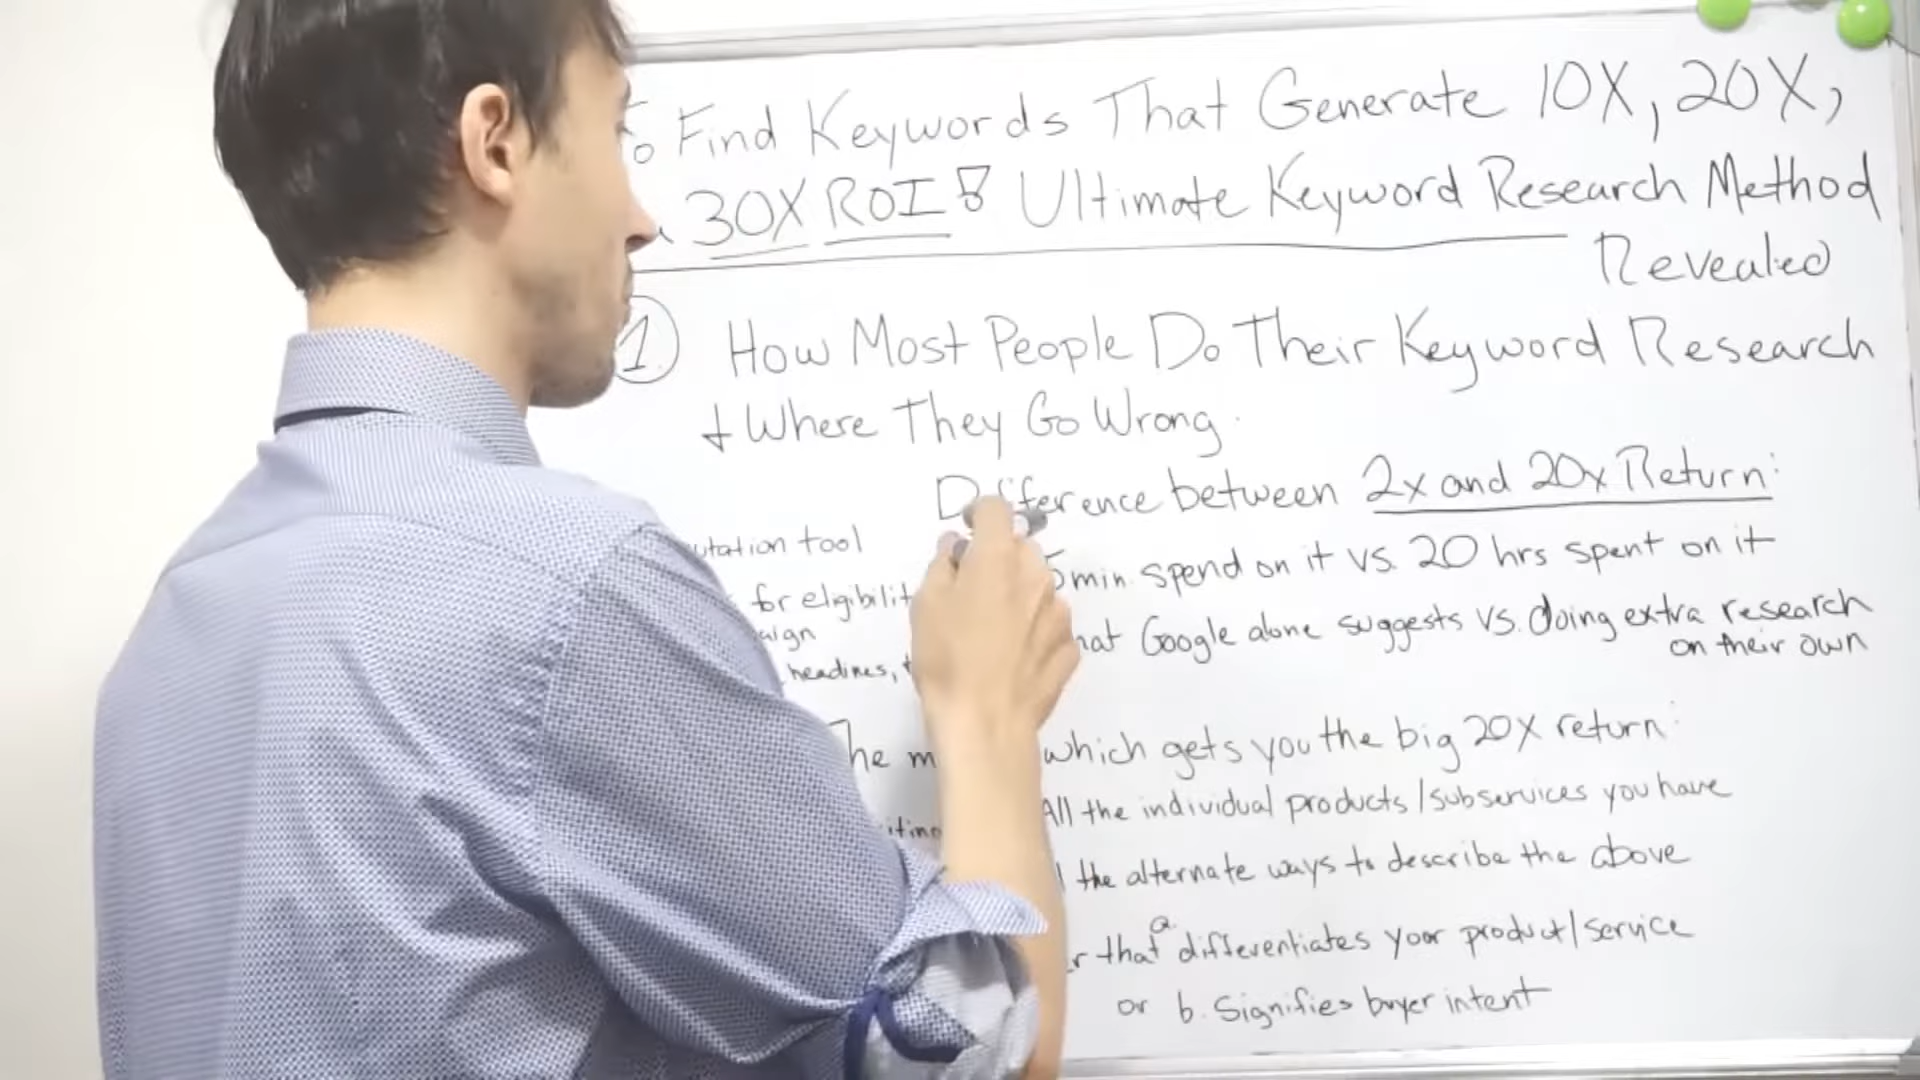 To Find Keywords That Generate 10X, 20X,
30X ROI! Ultimate Keyword Research Method
Revealed
1. How Most People Do Their Keyword Research
+ Where They Go Wrong.
Difference between 2x and 20x Return:
utation tool
5 min. spend on it vs. 20 hrs spent on it
for eligibilit
aign
hat Google alone suggests vs. doing extra research
on their own
headlines,
The m which gets you the big 20X return:
All the individual products/subservices you have
the alternate ways to describe the above
r that a differentiates your product/service
or b. signifies buyer intent